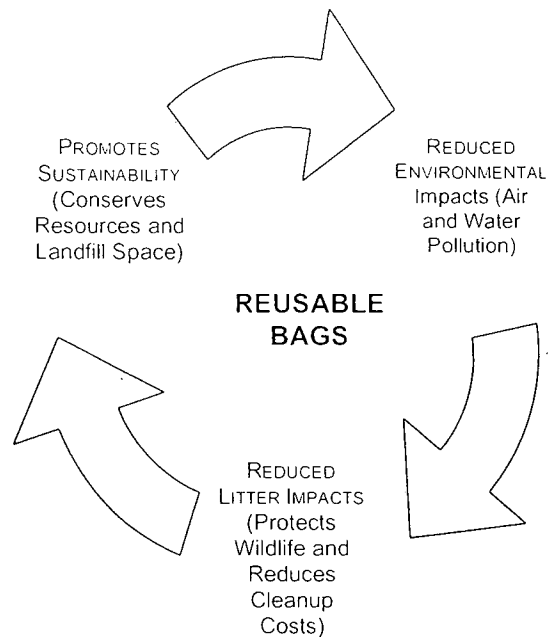 PROMOTES
SUSTAINABILITY
(Conserves
Resources and
Landfill Space)
REDUCED
ENVIRONMENTAL
Impacts (Air
and Water
Pollution)
REUSABLE
BAGS
REDUCED
LITTER IMPACTS
(Protects
Wildlife and
Reduces
Cleanup
Costs)